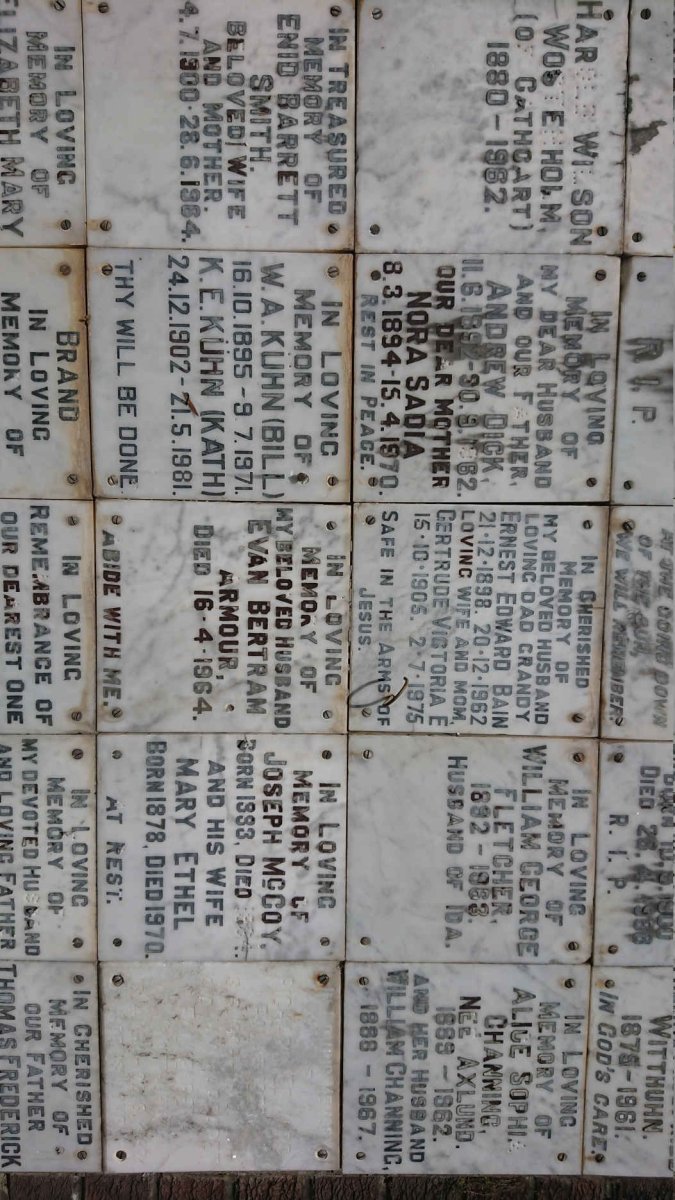 R. I. P.
AT THE GOING DOWN
OF THE SUN,
WE WILL REMEMBER.
R. I. P.
WITTHUHN.
1875-1961.
IN GOD'S CARE.
WILSON
(OF CATHCART)
1880 - 1982.
IN LOVING
MEMORY OF
MY DEAR HUSBAND
AND OUR FATHER,
ANDREW DICK,
OUR DEAR MOTHER
NORA SADIA
8.3.1894-15.4.1970.
REST IN PEACE.
IN CHERISHED
MEMORY OF
MY BELOVED HUSBAND
LOVING DAD GRANDY
ERNEST EDWARD BAIN
21-12-1898. 20-12-1962
LOVING WIFE AND MOM
GERTRUDE VICTORIA E
15-10-1905. 2-7-1975
SAFE IN THE ARMS OF
JESUS.
IN LOVING
MEMORY OF
WILLIAM GEORGE
FLETCHER,
HUSBAND OF IDA.
IN LOVING
MEMORY OF
ALICE
CHANNING,
NEÉ AXLUND.
AND HER HUSBAND
WILLIAM CHANNING,
1888 - 1967.
IN TREASURED
MEMORY OF
ENID BARRETT
SMITH.
BELOVED WIFE
AND MOTHER.
4.7.1900-28.6.1984.
IN LOVING
MEMORY OF
W.A.KUHN (BILL)
16.10.1895-9.7.1971.
K.E.KUHN (KATH)
24.12.1902-21.5.1981.
THY WILL BE DONE.
IN LOVING
MEMORY OF
MY BELOVED HUSBAND
EVAN BERTRAM
ARMOUR,
DIED 16-4-1964.
ABIDE WITH ME.
IN LOVING
MEMORY OF
JOSEPH MCCOY,
AND HIS WIFE
MARY ETHEL
BORN 1878, DIED 1970.
AT REST.
IN LOVING
MEMORY OF
ELIZABETH MARY
BRAND
IN LOVING
MEMORY OF
IN LOVING
REMEMBRANCE OF
OUR DEAREST ONE
IN LOVING
MEMORY OF
MY DEVOTED HUSBAND
AND LOVING FATHER
IN CHERISHED
MEMORY OF
OUR FATHER
THOMAS FREDERICK